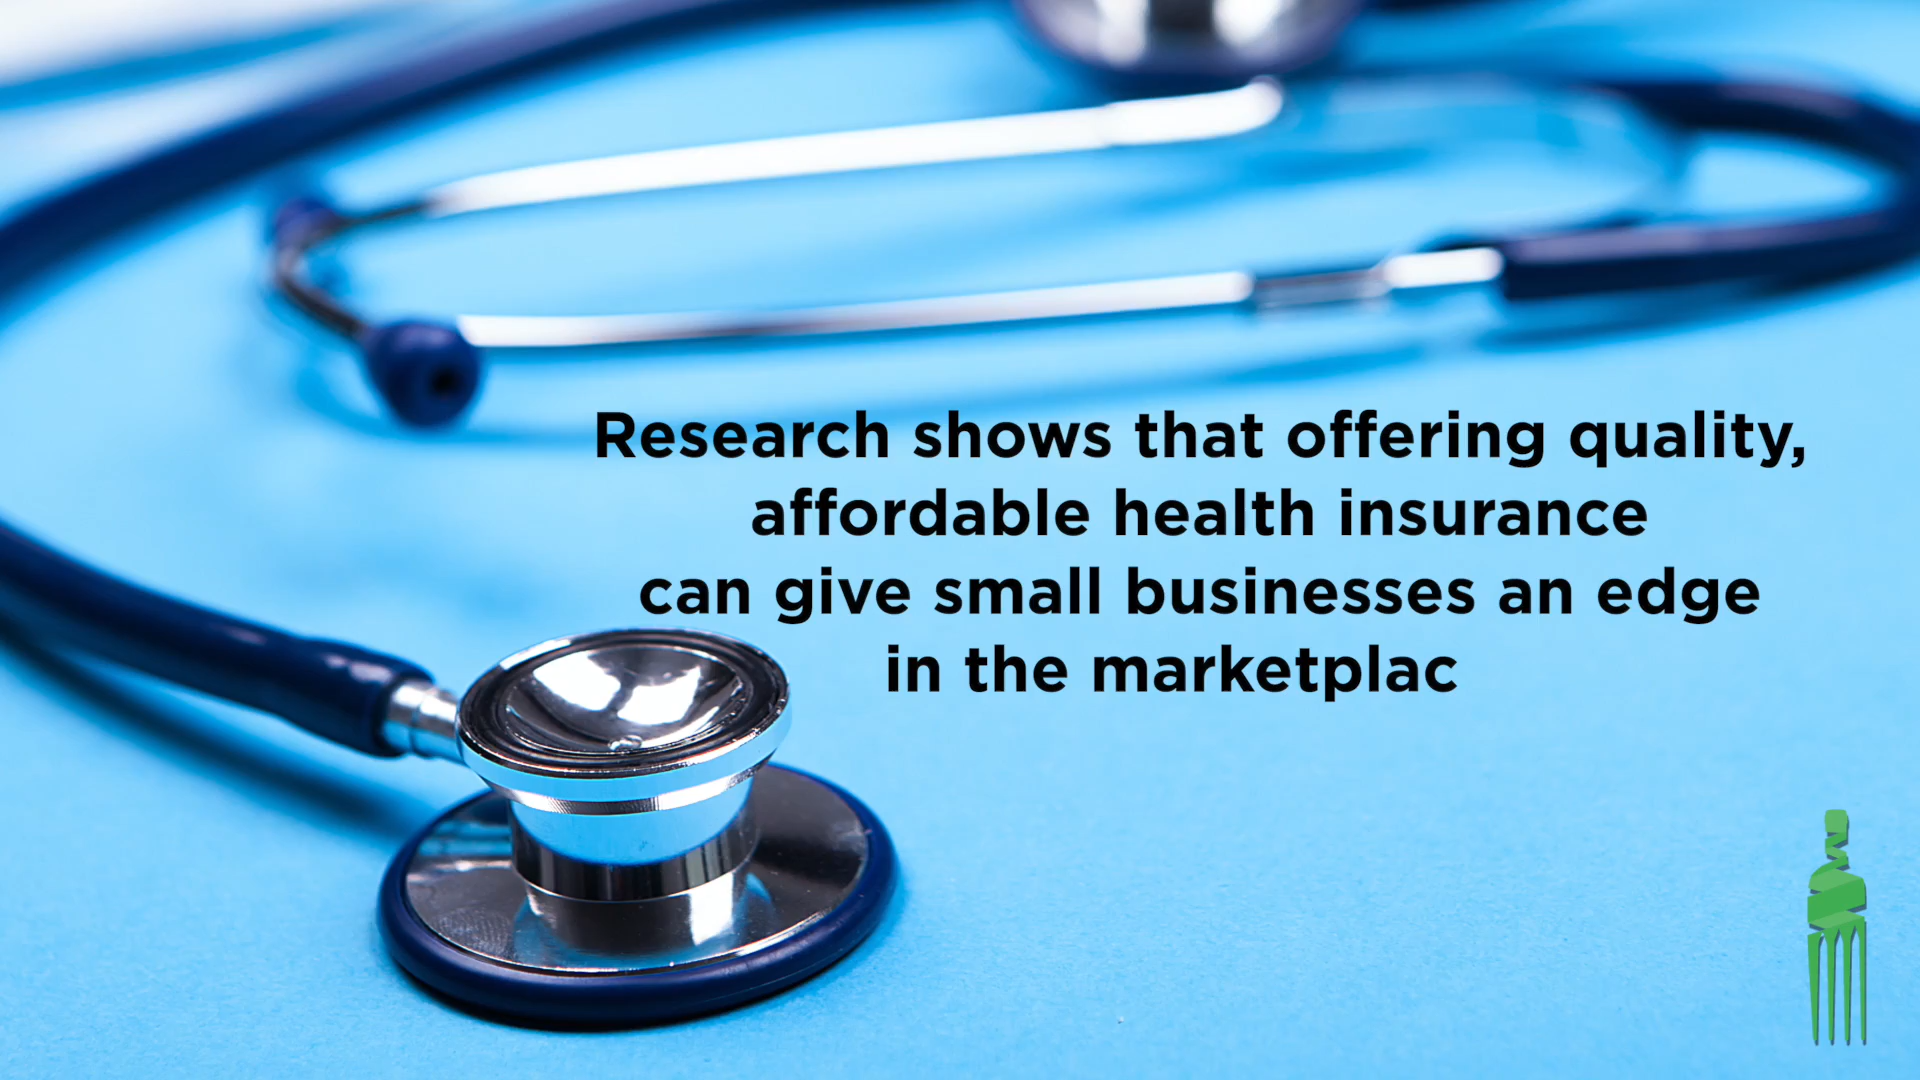 Research shows that offering quality,
affordable health insurance
can give small businesses an edge
in the marketplac